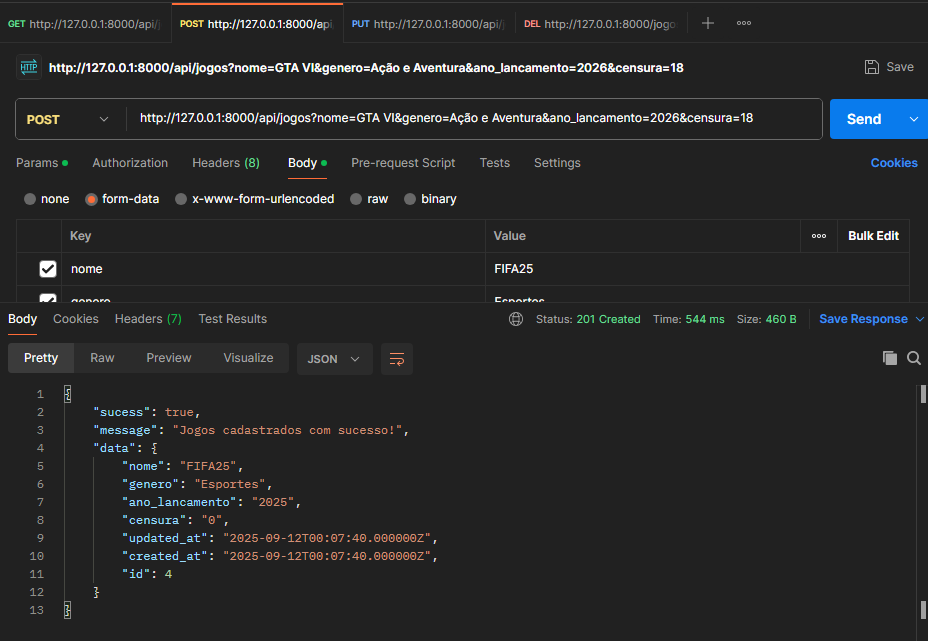 GET http://127.0.0.1:8000/api/j
POST http://127.0.0.1:8000/api
PUT http://127.0.0.1:8000/api/j
DEL http://127.0.0.1:8000/jogo
HTTP http://127.0.0.1:8000/api/jogos?nome=GTA VI&genero=Ação e Aventura&ano_lancamento=2026&censura=18 Save
POST http://127.0.0.1:8000/api/jogos?nome=GTA VI&genero=Ação e Aventura&ano_lancamento=2026&censura=18 Send
Params Authorization Headers (8) Body Pre-request Script Tests Settings Cookies
none form-data x-www-form-urlencoded raw binary
Key Value Bulk Edit
nome FIFA25
genero Esportes
Body Cookies Headers (7) Test Results Status: 201 Created Time: 544 ms Size: 460 B Save Response
Pretty Raw Preview Visualize JSON
1 {
2 "sucess": true,
3 "message": "Jogos cadastrados com sucesso!",
4 "data": {
5 "nome": "FIFA25",
6 "genero": "Esportes",
7 "ano_lancamento": "2025",
8 "censura": "0",
9 "updated_at": "2025-09-12T00:07:40.000000Z",
10 "created_at": "2025-09-12T00:07:40.000000Z",
11 "id": 4
12 }
13 }